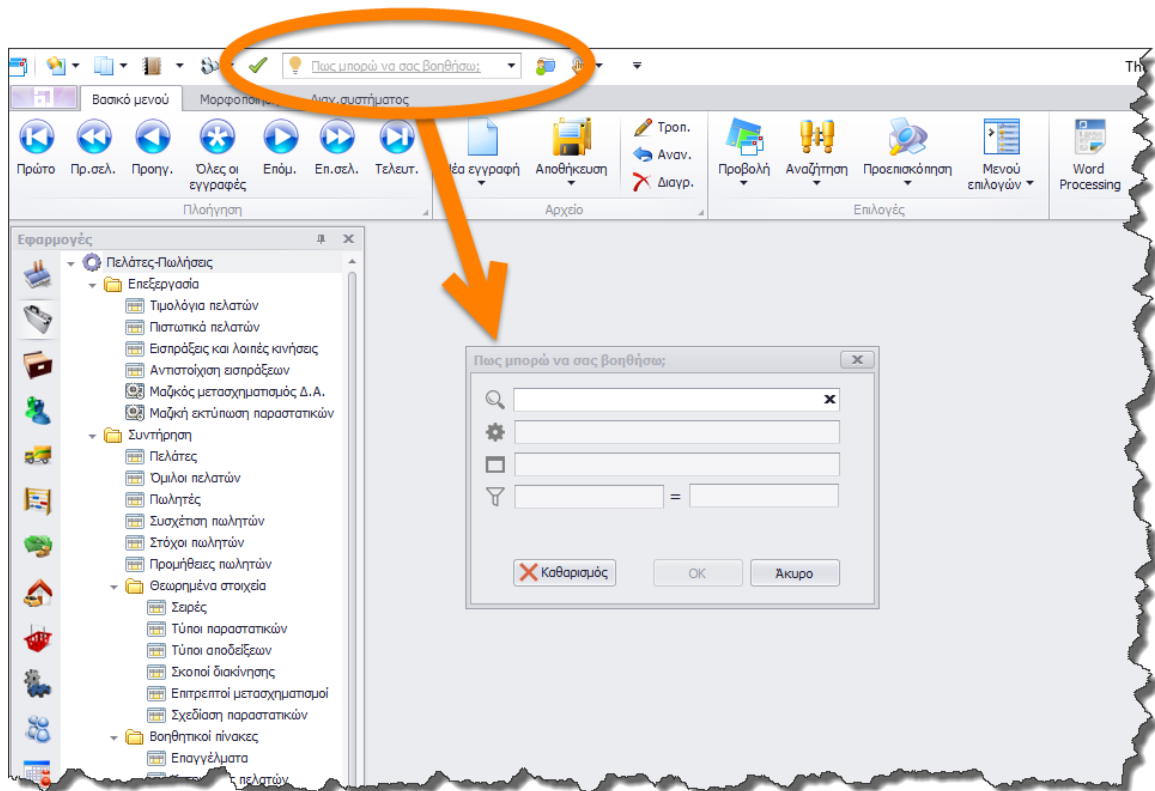 Πως μπορώ να σας βοηθήσω;
Βασικό μενού
Διαχ.συστήματος
Πρώτο Πρ.σελ. Προηγ. Όλες οι εγγραφές Επόμ. Επ.σελ. Τελευτ.
Πλοήγηση
Νέα εγγραφή Αποθήκευση
Τροπ.
Αναν.
Διαγρ.
Αρχείο
Προβολή Αναζήτηση Προεπισκόπηση Μενού επιλογών
Επιλογές
Word Processing
Εφαρμογές
Πελάτες-Πωλήσεις
Επεξεργασία
Τιμολόγια πελατών
Πιστωτικά πελατών
Εισπράξεις και λοιπές κινήσεις
Αντιστοίχιση εισπράξεων
Μαζικός μετασχηματισμός Δ.Α.
Μαζική εκτύπωση παραστατικών
Συντήρηση
Πελάτες
Όμιλοι πελατών
Πωλητές
Συσχέτιση πωλητών
Στόχοι πωλητών
Προμήθειες πωλητών
Θεωρημένα στοιχεία
Σειρές
Τύποι παραστατικών
Τύποι αποδείξεων
Σκοποί διακίνησης
Επιτρεπτοί μετασχηματισμοί
Σχεδίαση παραστατικών
Βοηθητικοί πίνακες
Επαγγέλματα
πελατών
Πως μπορώ να σας βοηθήσω;
=
Καθαρισμός OK Άκυρο